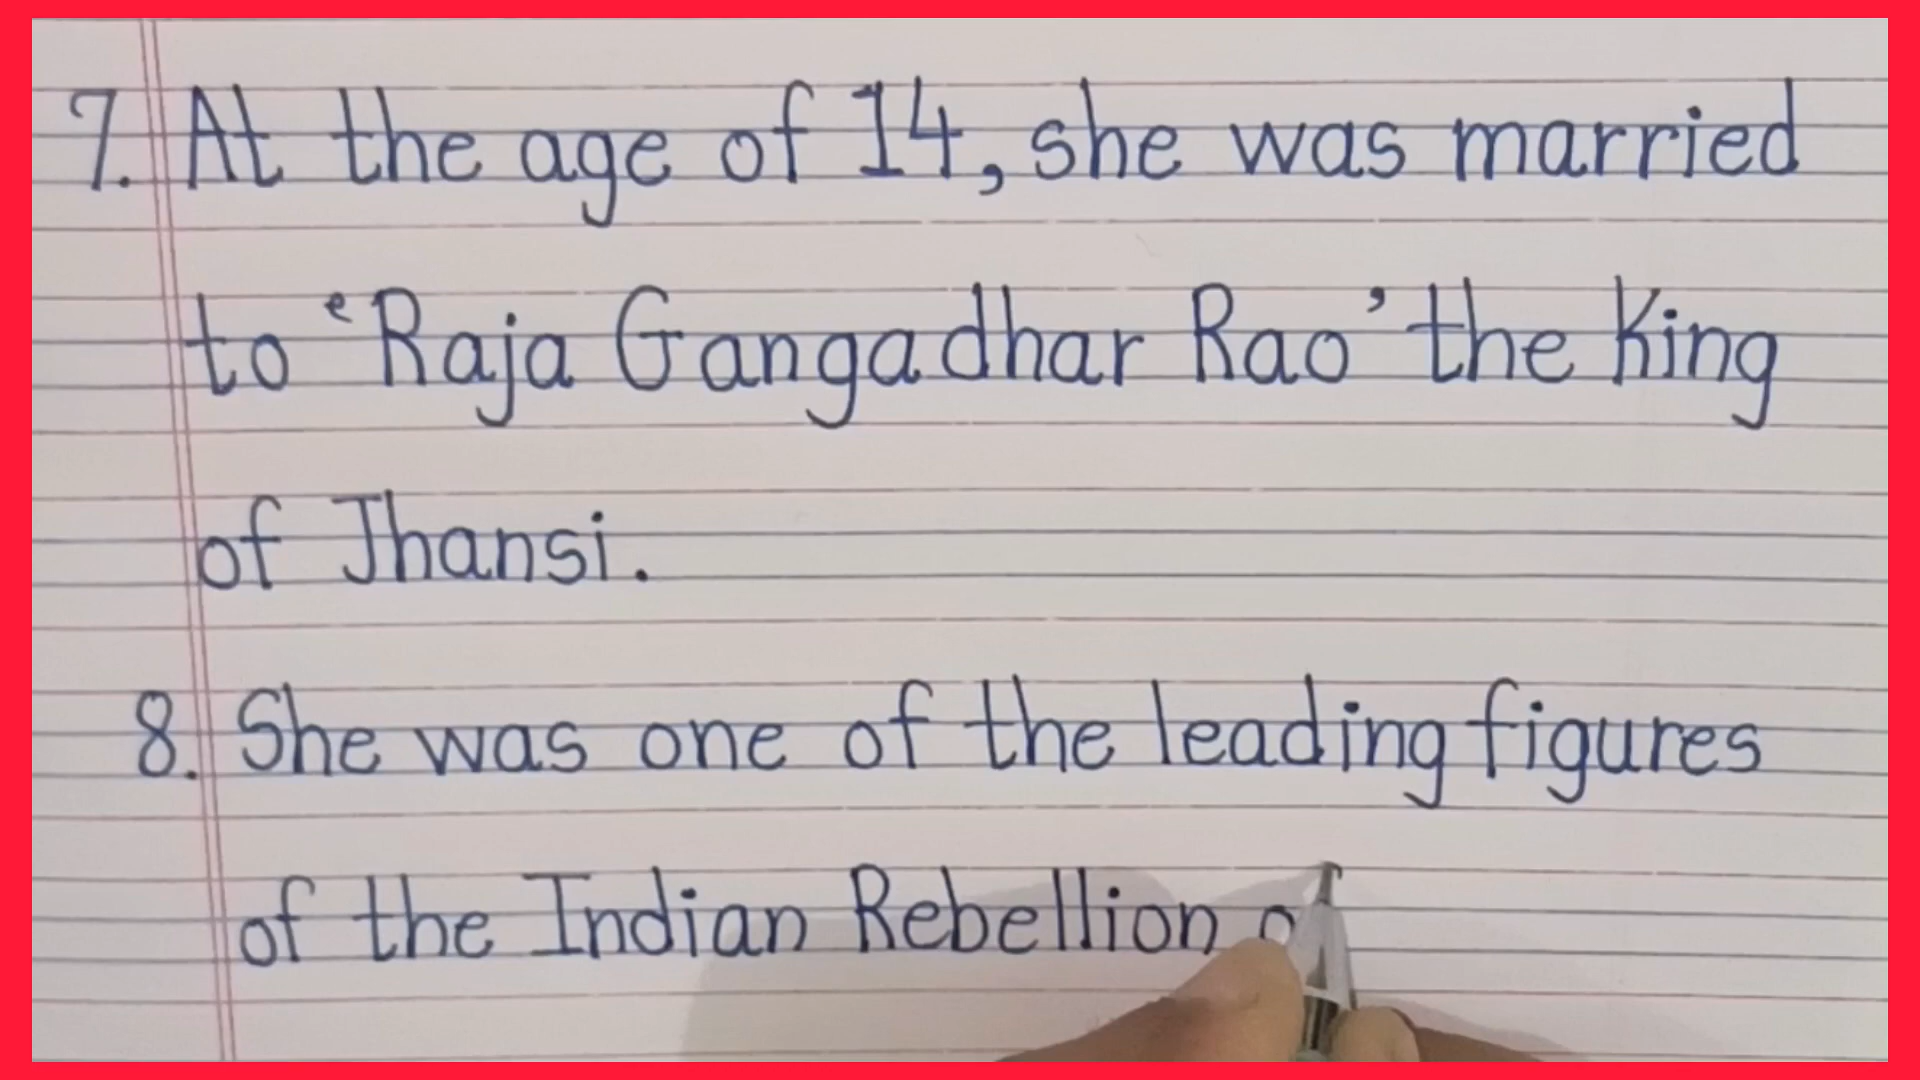 7. At the age of 14, she was married
to ‘Raja Gangadhar Rao’ the King
of Jhansi.
8. She was one of the leading figures
of the Indian Rebellion